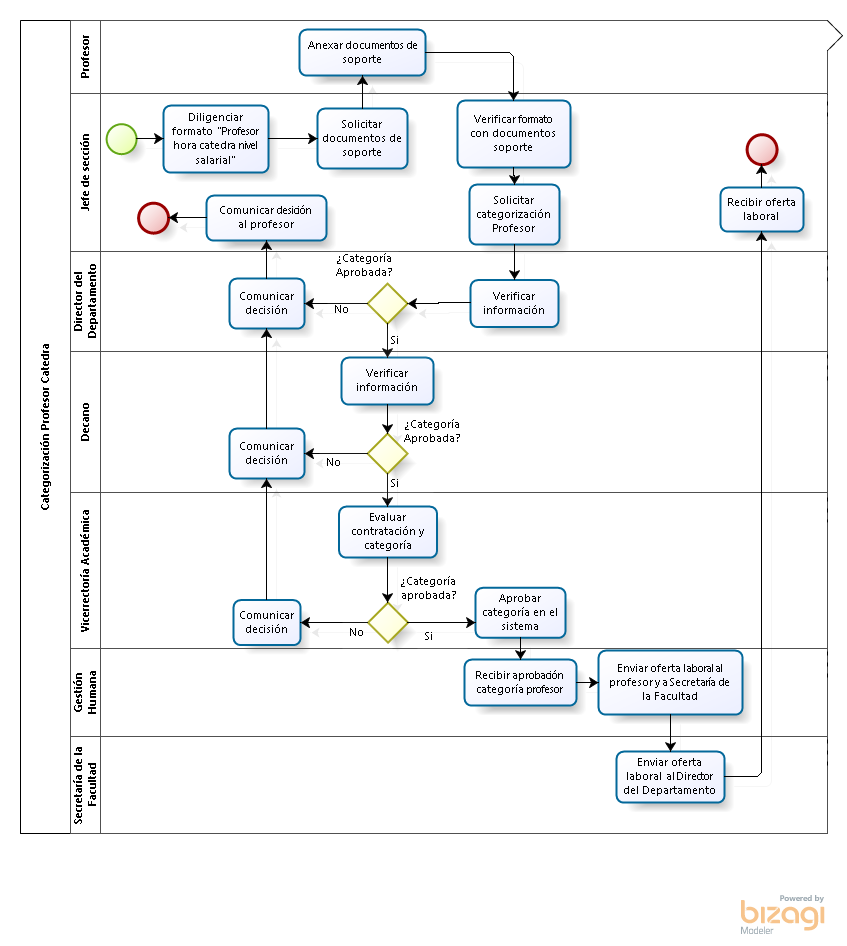 Categorización Profesor Catedra
Profesor
Anexar documentos de
soporte
Jefe de sección
Diligenciar
formato "Profesor
hora catedra nivel
salarial"
Solicitar
documentos de
soporte
Verificar formato
con documentos
soporte
Solicitar
categorización
Profesor
Comunicar desición
al profesor
Recibir oferta
laboral
Director del
Departamento
Verificar
información
¿Categoría
Aprobada?
No
Si
Comunicar
decisión
Decano
Verificar
información
¿Categoría
Aprobada?
No
Si
Comunicar
decisión
Vicerrectoría Académica
Evaluar
contratación y
categoría
¿Categoría
aprobada?
No
Si
Comunicar
decisión
Aprobar
categoría en el
sistema
Gestión
Humana
Recibir aprobación
categoría profesor
Enviar oferta laboral al
profesor y a Secretaría de
la Facultad
Secretaría de la
Facultad
Enviar oferta
laboral al Director
del Departamento
Powered by
bizagi
Modeler